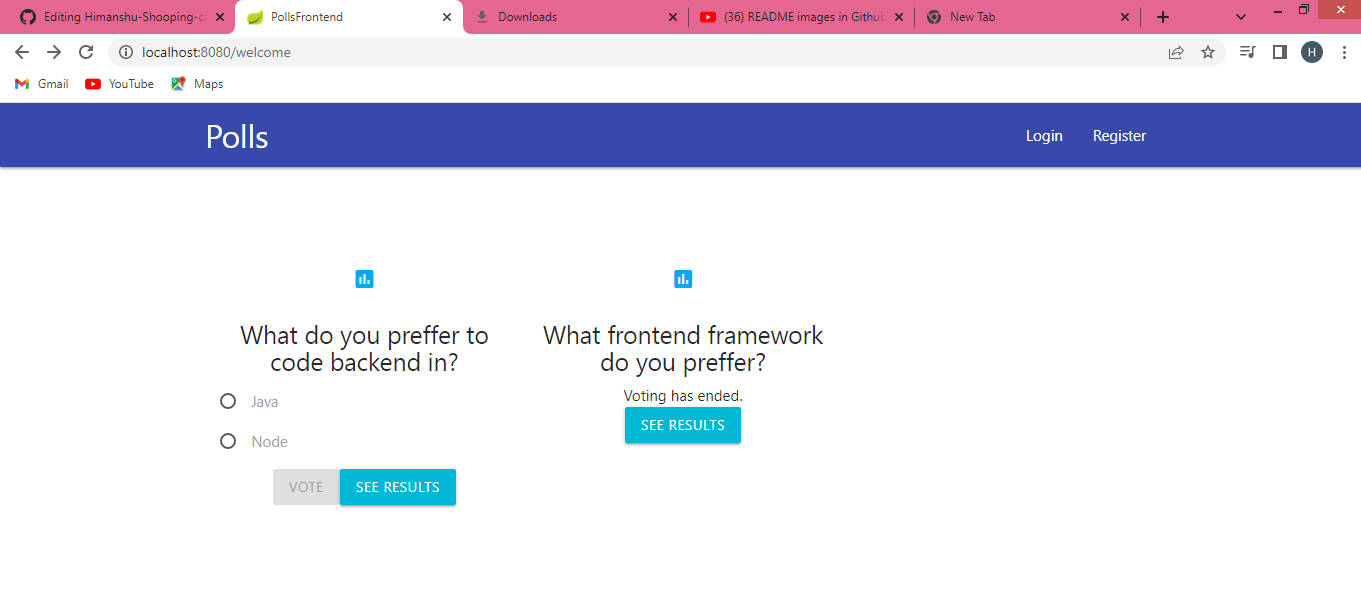 Editing Himanshu-Shooping-c
PollsFrontend
Downloads
(36) README images in Github
New Tab
localhost:8080/welcome
H
Gmail
YouTube
Maps
Polls
Login
Register
What do you preffer to
code backend in?
Java
Node
VOTE
SEE RESULTS
What frontend framework
do you preffer?
Voting has ended.
SEE RESULTS